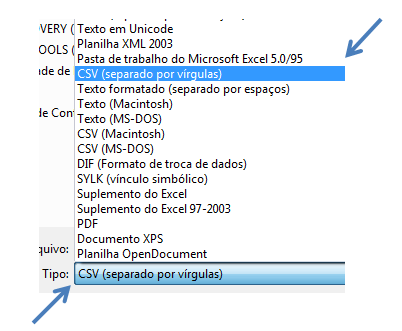 OVERY (
Texto em Unicode
Planilha XML 2003
OOLS (
Pasta de trabalho do Microsoft Excel 5.0/95
nde de
CSV (separado por vírgulas)
Texto formatado (separado por espaços)
de Con
Texto (Macintosh)
Texto (MS-DOS)
CSV (Macintosh)
CSV (MS-DOS)
DIF (Formato de troca de dados)
SYLK (vínculo simbólico)
Suplemento do Excel
Suplemento do Excel 97-2003
PDF
Documento XPS
quivo:
Planilha OpenDocument
Tipo: CSV (separado por vírgulas)